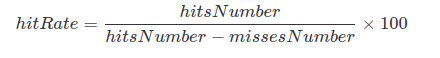 hitRate = hitsNumber / hitsNumber − missesNumber × 100